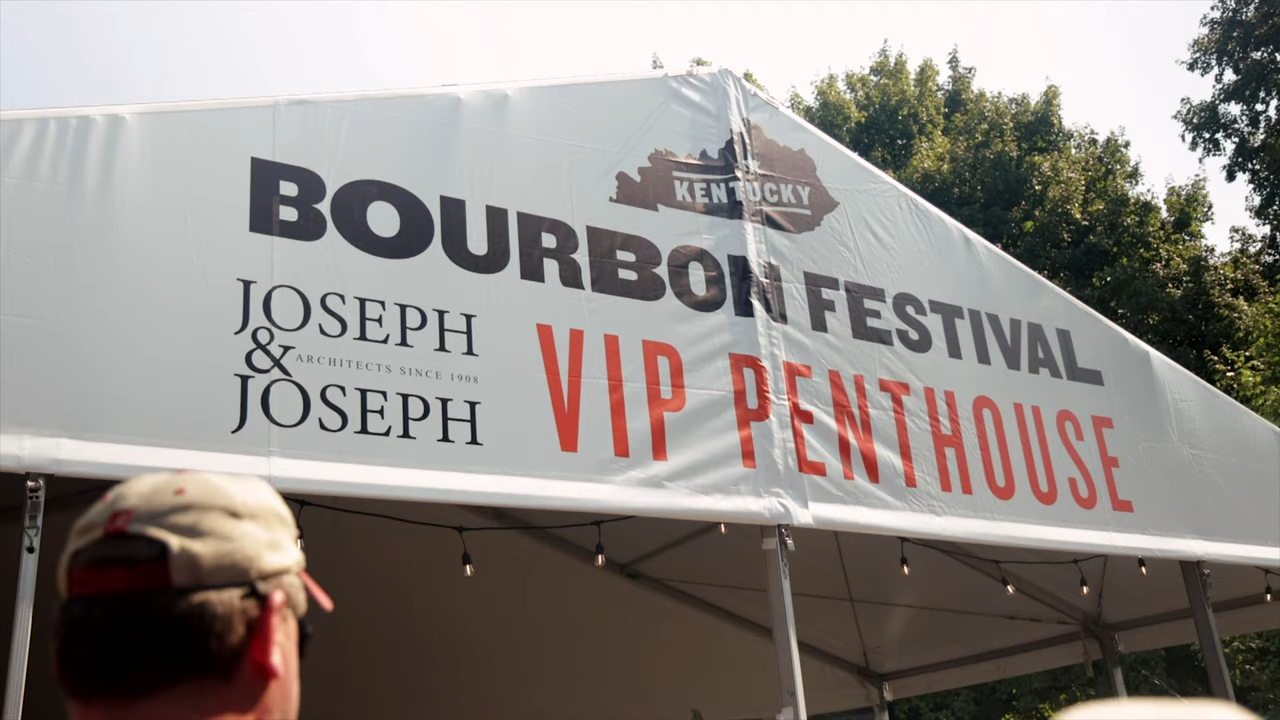 KENTUCKY
BOURBON FESTIVAL
JOSEPH
& ARCHITECTS SINCE 1908
JOSEPH
VIP PENTHOUSE